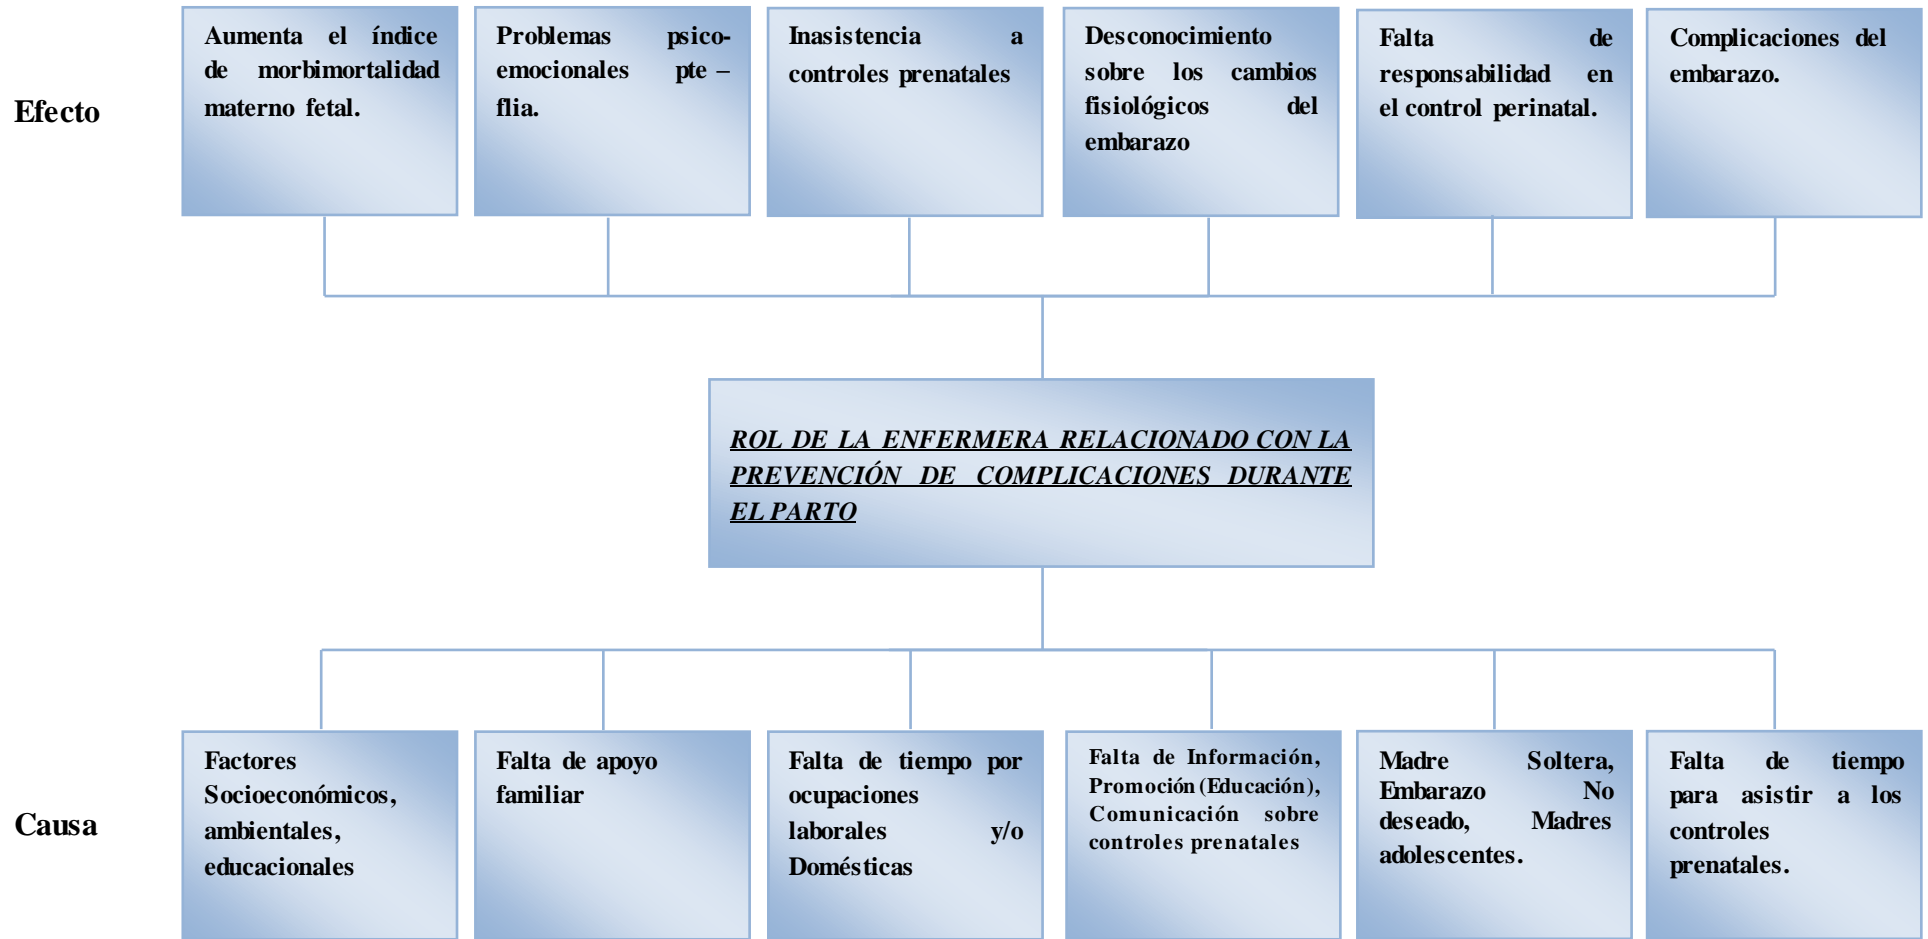 Efecto
Aumenta el índice
de morbimortalidad
materno fetal.
Problemas psico-
emocionales pte –
flia.
Inasistencia a
controles prenatales
Desconocimiento
sobre los cambios
fisiológicos del
embarazo
Falta de
responsabilidad en
el control perinatal.
Complicaciones del
embarazo.
ROL DE LA ENFERMERA RELACIONADO CON LA
PREVENCIÓN DE COMPLICACIONES DURANTE
EL PARTO
Causa
Factores
Socioeconómicos,
ambientales,
educacionales
Falta de apoyo
familiar
Falta de tiempo por
ocupaciones
laborales y/o
Domésticas
Falta de Información,
Promoción (Educación),
Comunicación sobre
controles prenatales
Madre Soltera,
Embarazo No
deseado, Madres
adolescentes.
Falta de tiempo
para asistir a los
controles
prenatales.